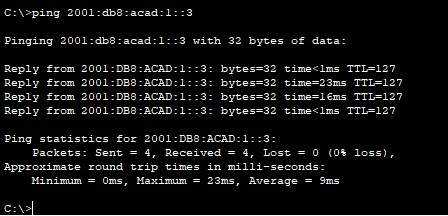 C:\>ping 2001:db8:acad:1::3
Pinging 2001:db8:acad:1::3 with 32 bytes of data:
Reply from 2001:DB8:ACAD:1::3: bytes=32 time<1ms TTL=127
Reply from 2001:DB8:ACAD:1::3: bytes=32 time=23ms TTL=127
Reply from 2001:DB8:ACAD:1::3: bytes=32 time=16ms TTL=127
Reply from 2001:DB8:ACAD:1::3: bytes=32 time<1ms TTL=127
Ping statistics for 2001:DB8:ACAD:1::3:
Packets: Sent = 4, Received = 4, Lost = 0 (0% loss),
Approximate round trip times in milli-seconds:
Minimum = 0ms, Maximum = 23ms, Average = 9ms
C:\>